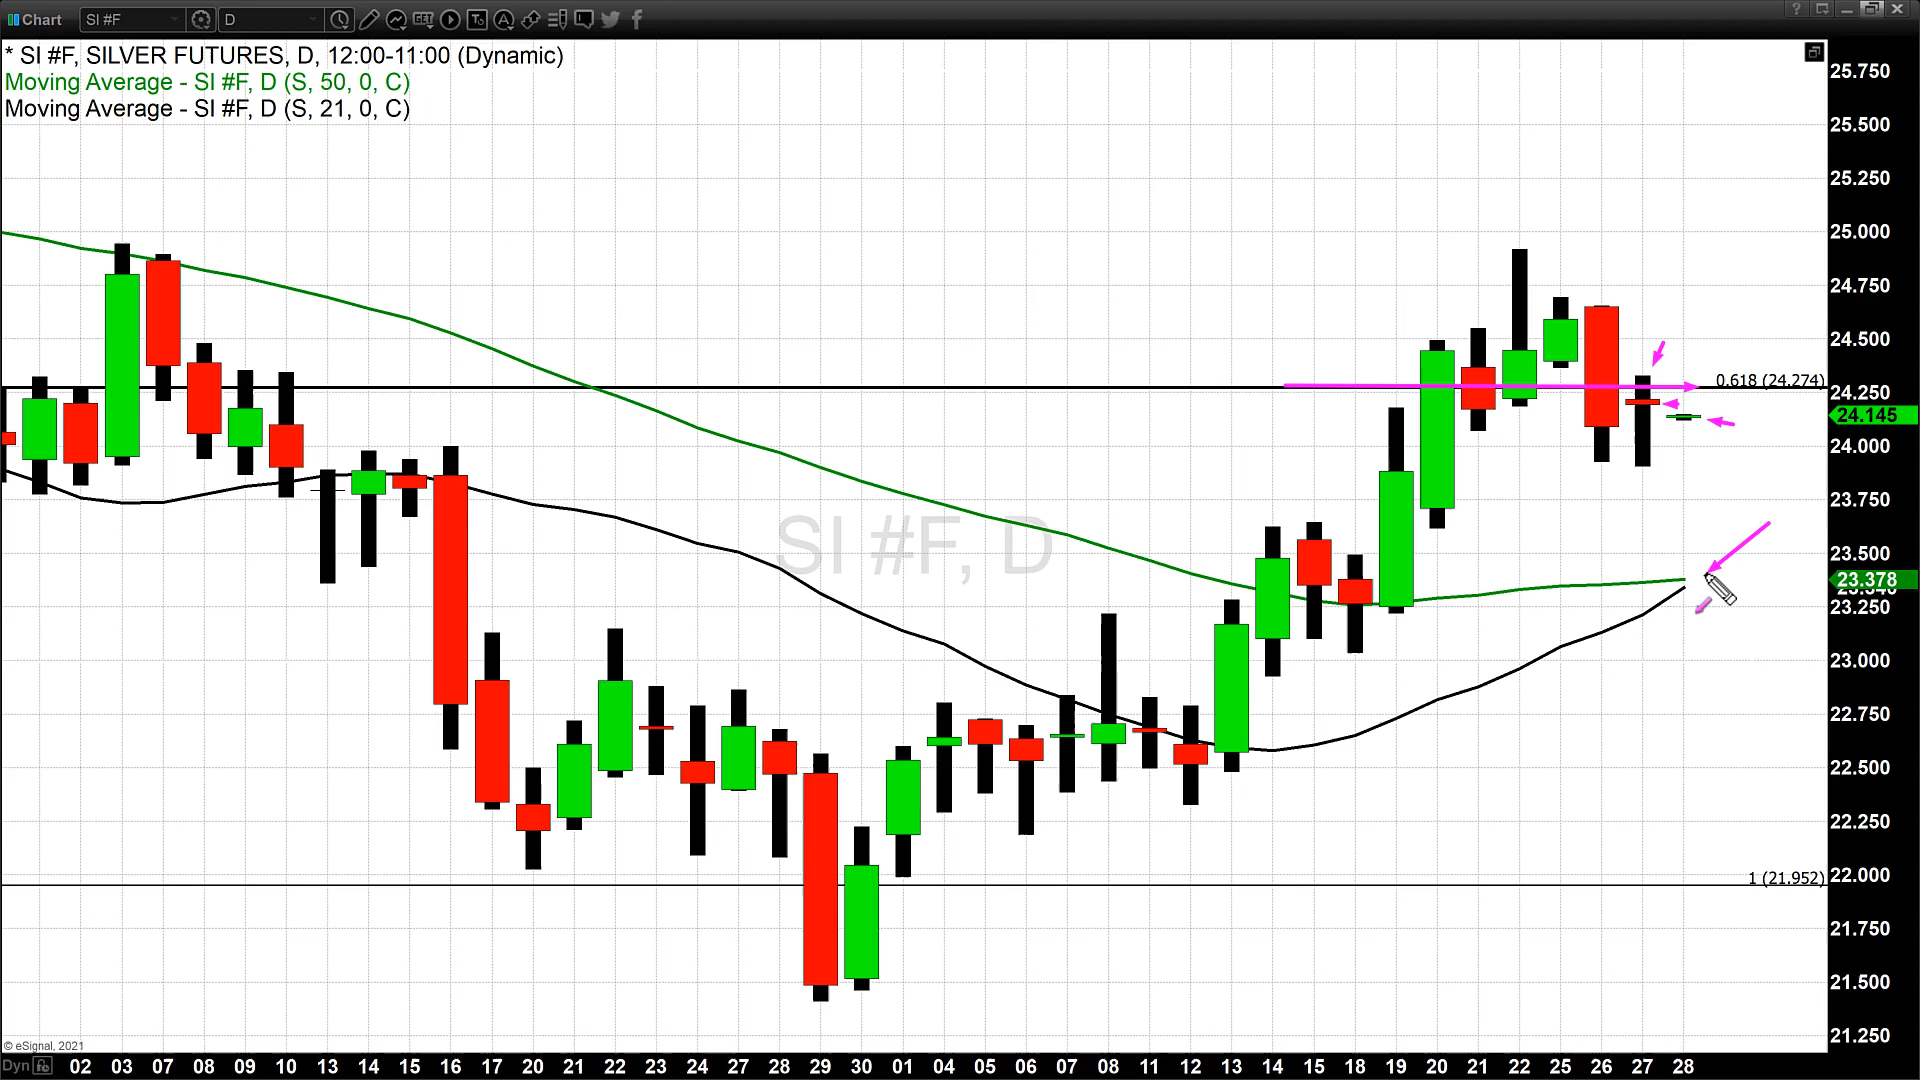 Chart
SI #F
D
GET
* SI #F, SILVER FUTURES, D, 12:00-11:00 (Dynamic)
Moving Average - SI #F, D (S, 50, 0, C)
Moving Average - SI #F, D (S, 21, 0, C)
25.750
25.500
25.250
25.000
24.750
24.500
0.618 (24.274)
24.250
24.145
24.000
23.750
SI #F, D
23.500
23.378
23.250
23.000
22.750
22.500
22.250
1 (21.952)
22.000
21.750
21.500
21.250
© eSignal, 2021
Dyn 02 03 07 08 09 10 13 14 15 16 17 20 21 22 23 24 27 28 29 30 01 04 05 06 07 08 11 12 13 14 15 18 19 20 21 22 25 26 27 28